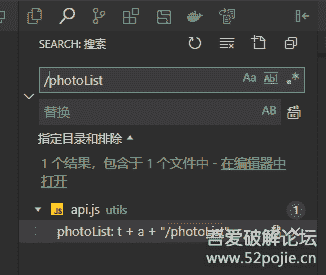 SEARCH: 搜索
/photoList
Aa Abl .*
替换
AB
指定目录和排除
1 个结果，包含于 1 个文件中 - 在编辑器中
打开
JS api.js utils 1
photoList: t + a + "/photoList"
吾爱破解论坛
www.52pojie.cn